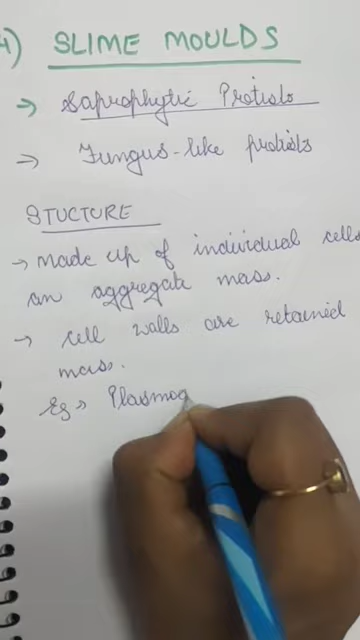 4) SLIME MOULDS
→ Saprophytic Protists
→ Fungus-like protists
STUCTURE
→ made up of individual cells
an aggregate mass.
→ cell walls are retained
mass.
Eg → Plasmo